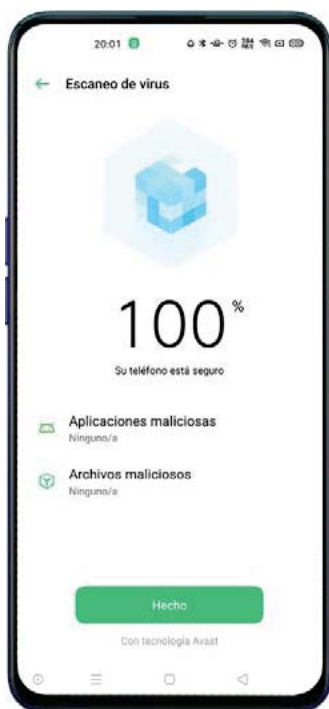 20:01
Escaneo de virus
100%
Su teléfono está seguro
Aplicaciones maliciosas
Ninguno/a
Archivos maliciosos
Ninguno/a
Hecho
Con tecnología Avast